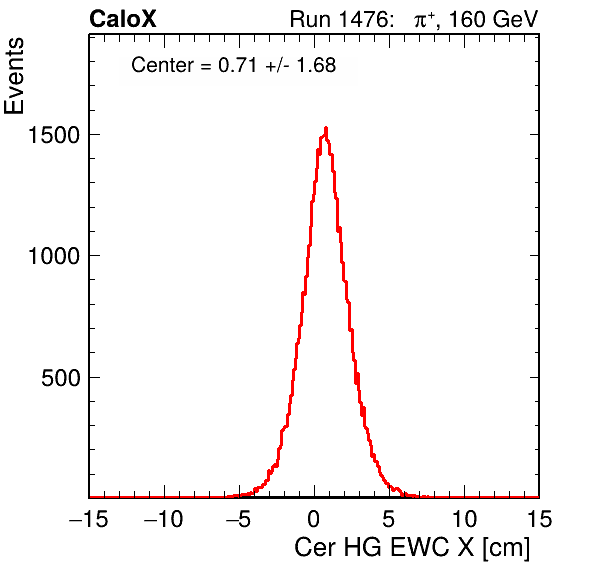 CaloX Run 1476: π⁺, 160 GeV
Events
Center = 0.71 +/- 1.68
1500
1000
500
−15 −10 −5 0 5 10 15
Cer HG EWC X [cm]